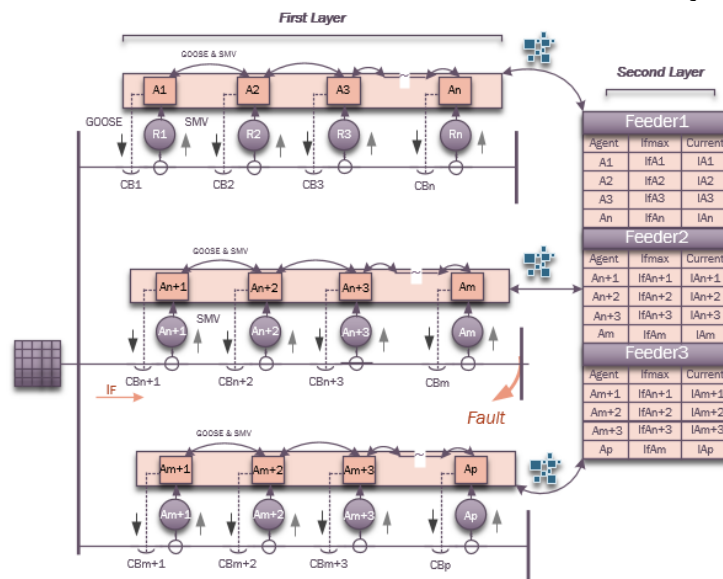 First Layer
GOOSE & SMV
Second Layer
A1 A2 A3 ~ An
GOOSE SMV
R1 R2 R3 Rn
CB1 CB2 CB3 CBn
Feeder1
Agent Ifmax Current
A1 IfA1 IA1
A2 IfA2 IA2
A3 IfA3 IA3
An IfAn IAn
Feeder2
Agent Ifmax Current
An+1 IfAn+1 IAn+1
An+2 IfAn+2 IAn+2
An+3 IfAn+3 IAn+3
Am IfAm IAm
Feeder3
Agent Ifmax Current
Am+1 IfAn+1 IAm+1
Am+2 IfAn+2 IAm+2
Am+3 IfAn+3 IAm+3
Ap IfAm IAp
GOOSE & SMV
An+1 An+2 An+3 ~ Am
SMV
An+1 An+2 An+3 Am
CBn+1 CBn+2 CBn+3 CBm
IF
Fault
GOOSE & SMV
Am+1 Am+2 Am+3 ~ Ap
Am+1 Am+2 Am+3 Ap
CBm+1 CBm+2 CBm+3 CBp